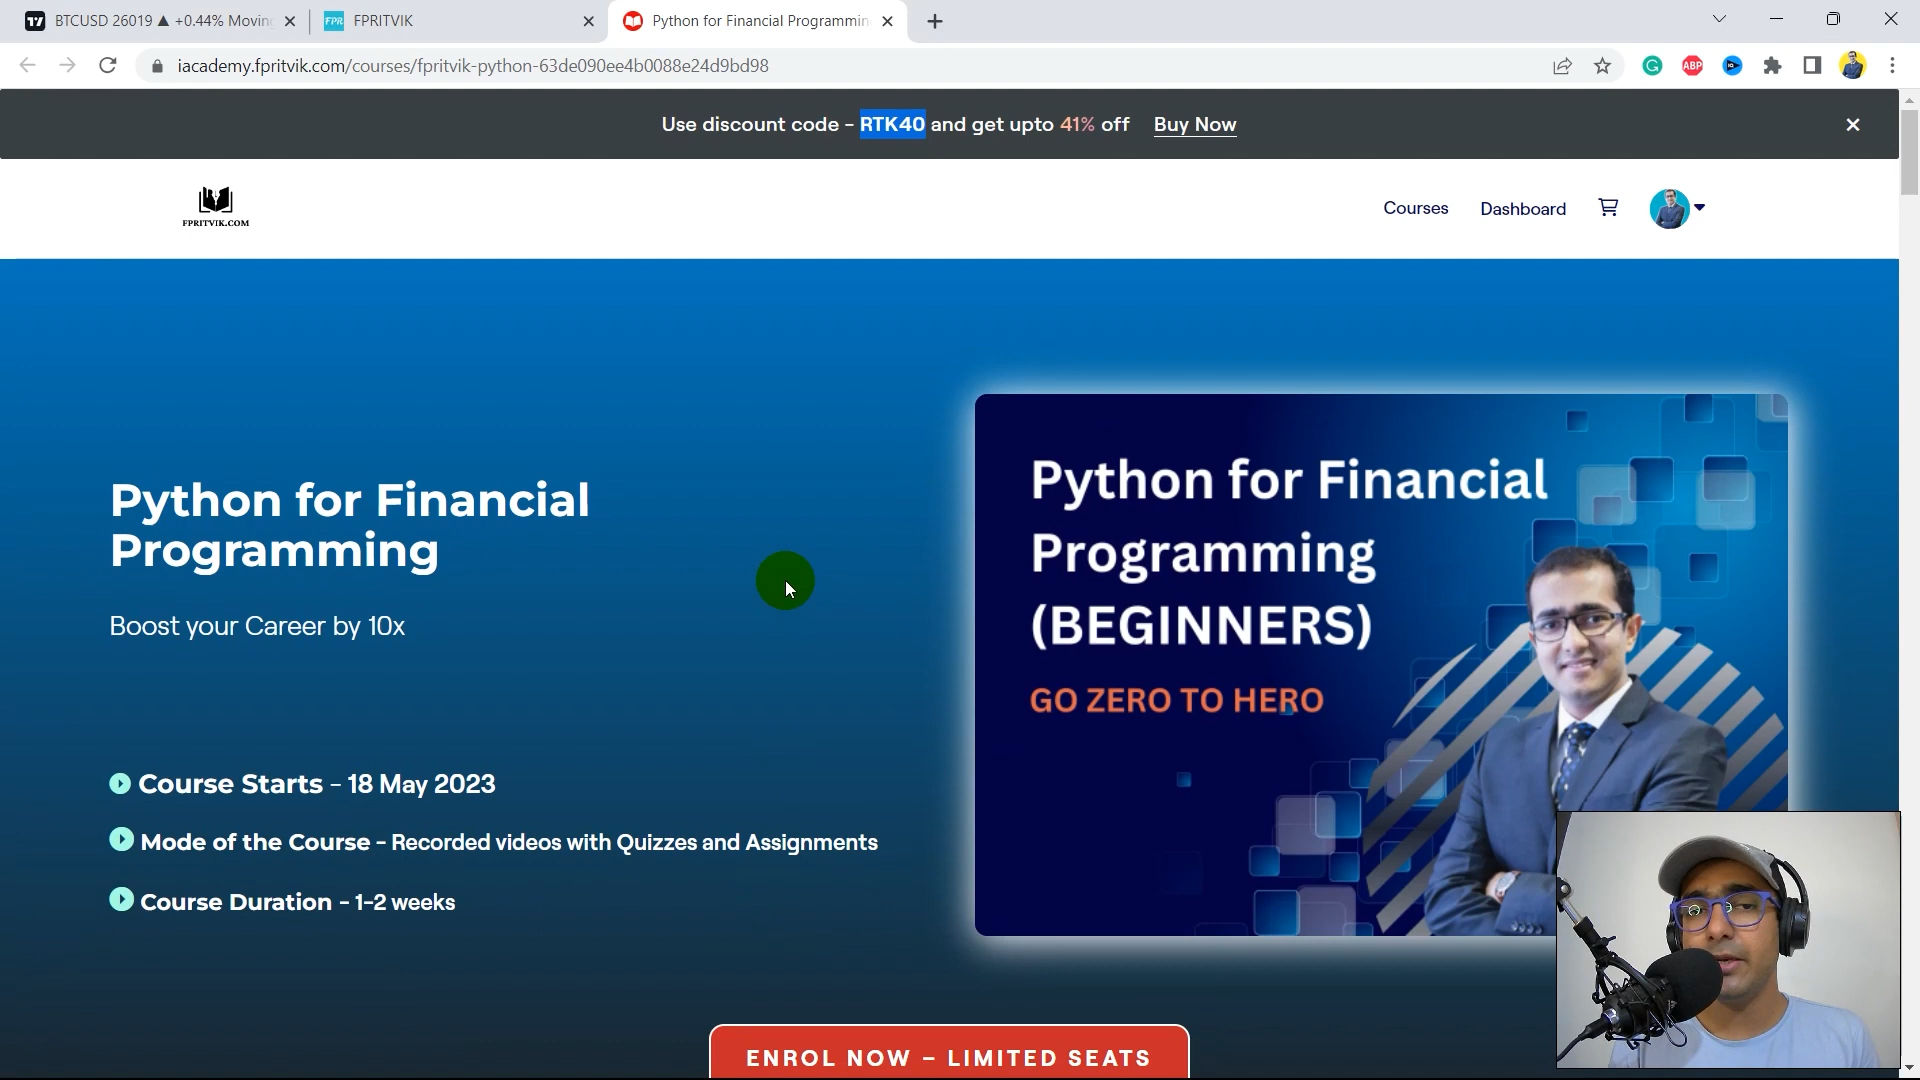 BTCUSD 26019 ▲ +0.44% Moving
FPR FPRITVIK
Python for Financial Programmin
iacademy.fpritvik.com/courses/fpritvik-python-63de090ee4b0088e24d9bd98
ABP
Use discount code - RTK40 and get upto 41% off Buy Now
FPRITVIK.COM
Courses Dashboard
Python for Financial
Programming
Boost your Career by 10x
Course Starts - 18 May 2023
Mode of the Course - Recorded videos with Quizzes and Assignments
Course Duration - 1-2 weeks
Python for Financial
Programming
(BEGINNERS)
GO ZERO TO HERO
ENROL NOW – LIMITED SEATS